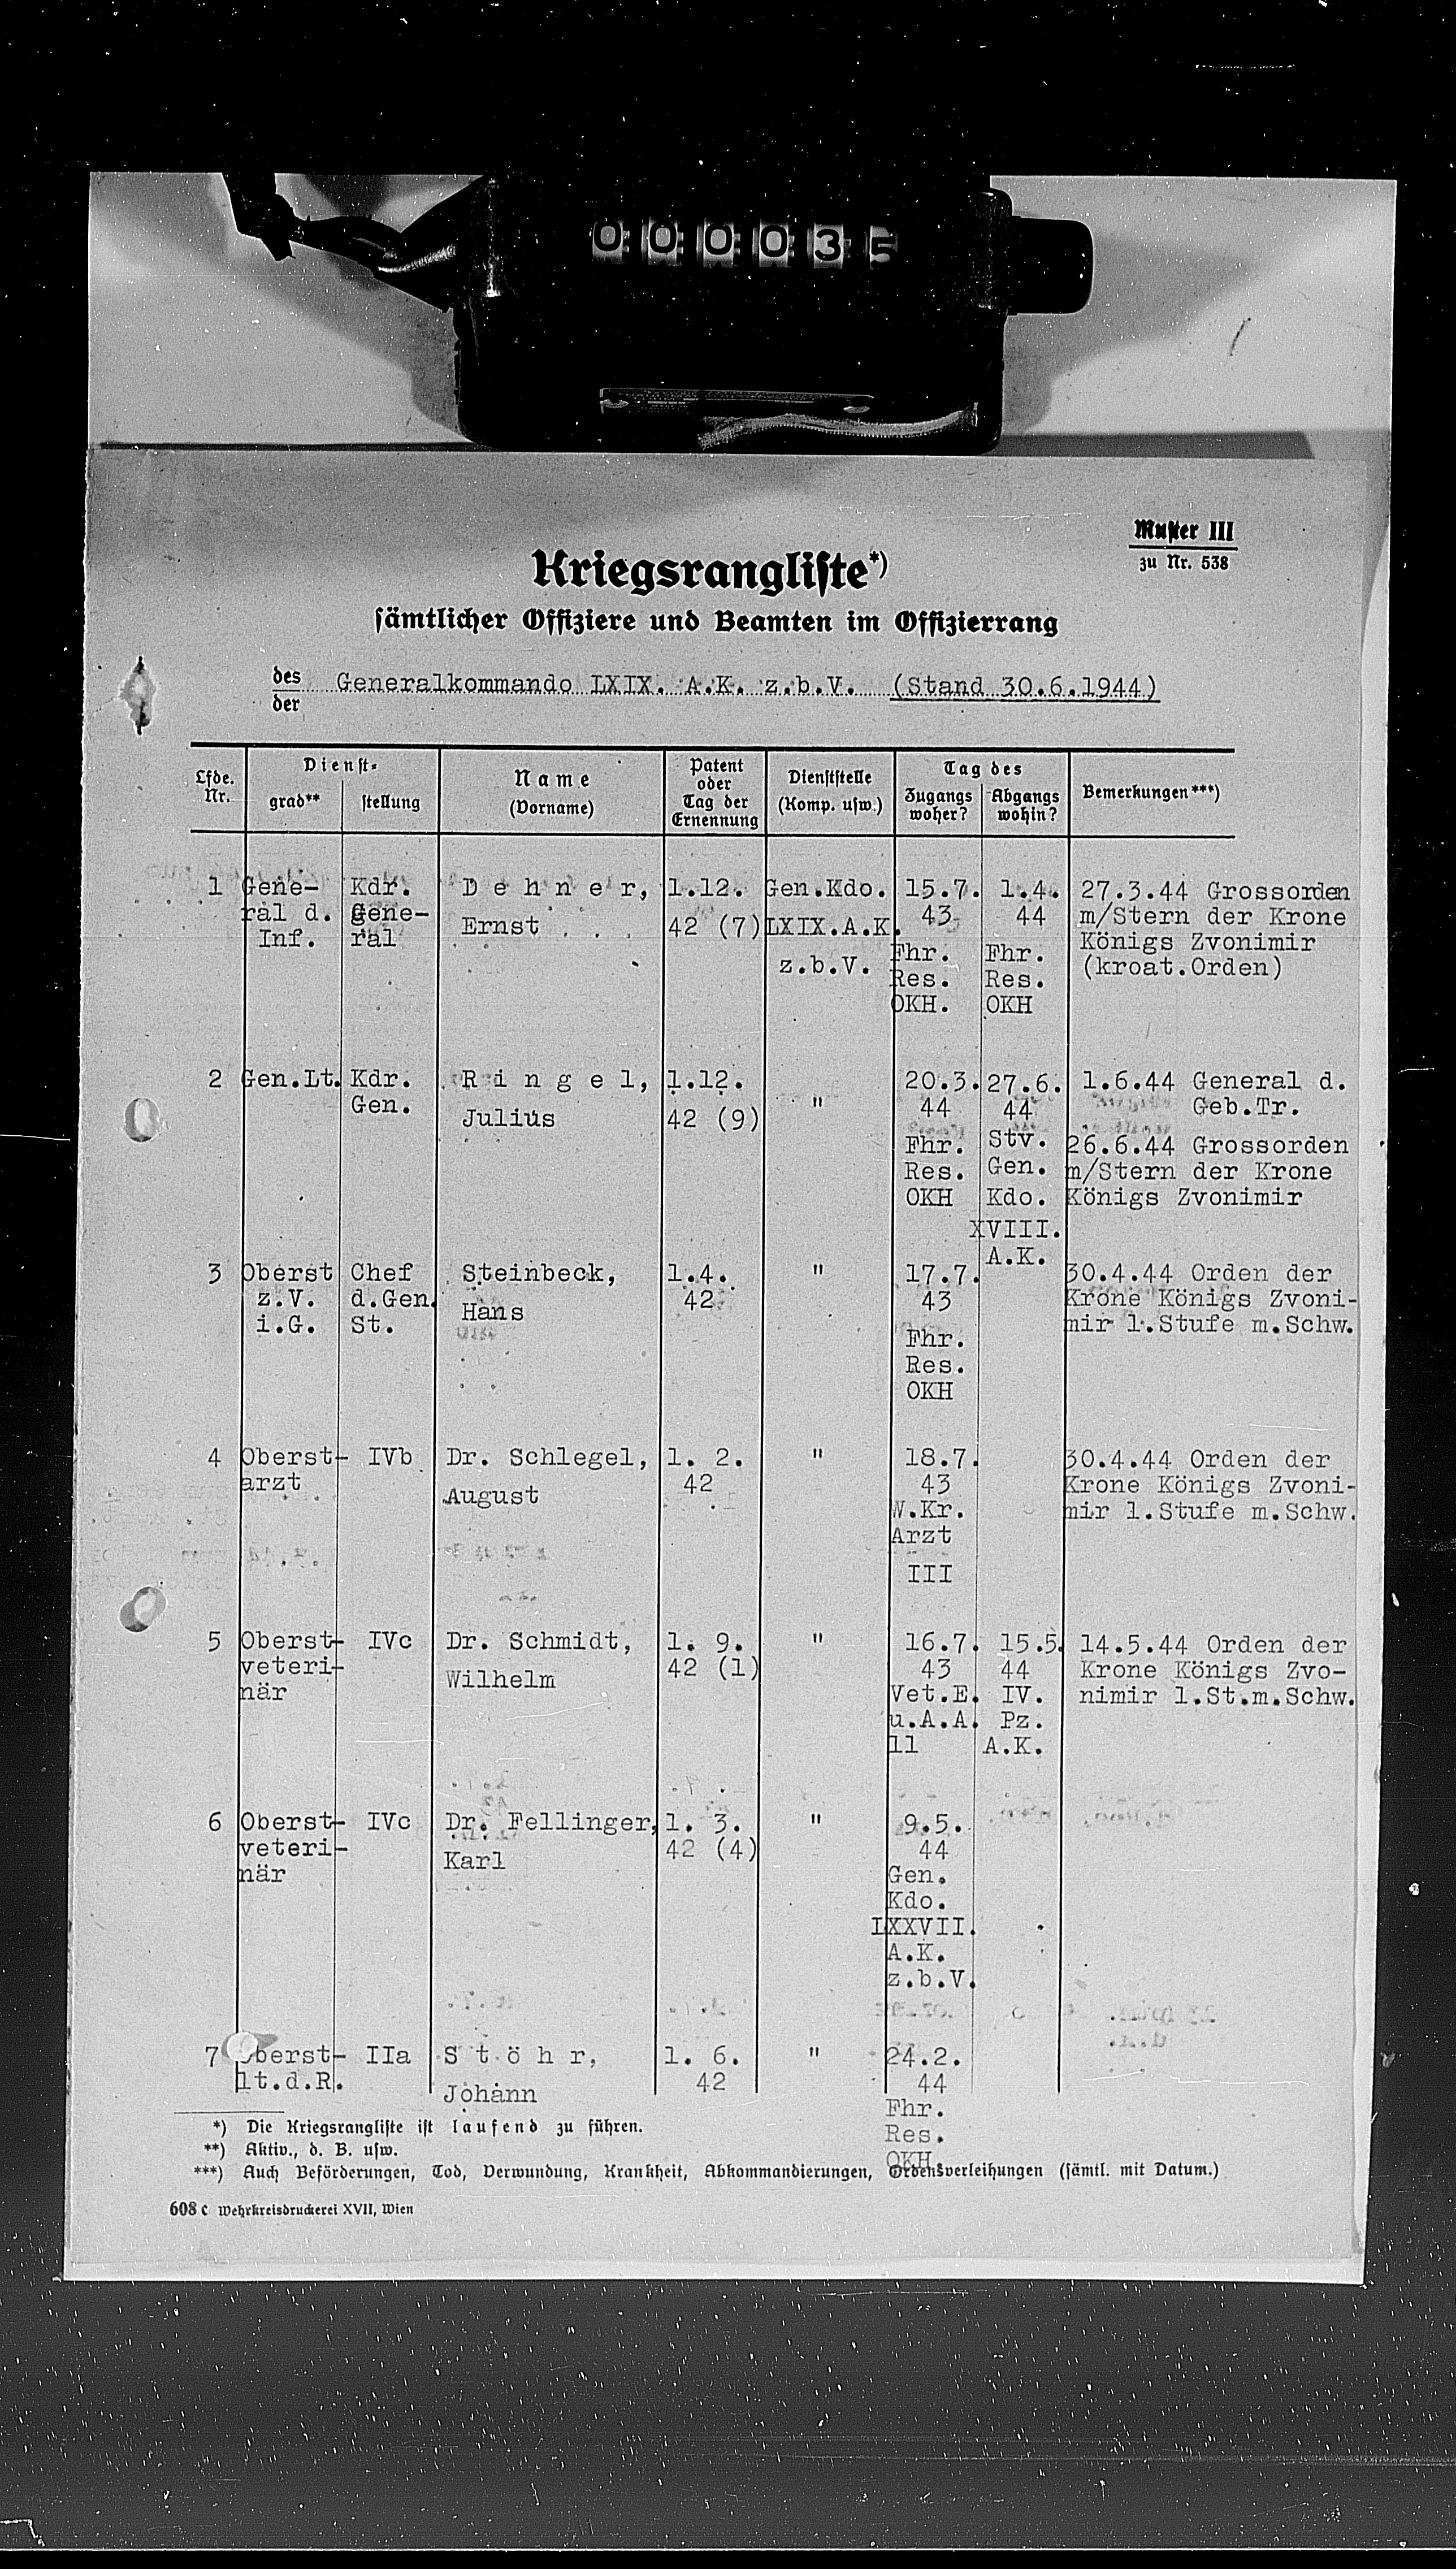 000035
Muster III
zu Nr. 538
Kriegsrangliste*)
sämtlicher Offiziere und Beamten im Offizierrang
des
der
Generalkommando LXIX. A.K. z.b.V. (Stand 30.6.1944)
Lfde. Nr.
Dienst-
grad** stellung
Name
(Vorname)
Patent
oder
Tag der
Ernennung
Dienststelle
(Komp. usw.)
Tag des
Zugangs
woher?
Abgangs
wohin?
Bemerkungen***)
1 Gene- Kdr. D e h n e r, 1.12. Gen.Kdo. 15.7. 1.4. 27.3.44 Grossorden
ral d. Gene- Ernst 42 (7) LXIX.A.K. 43 44 m/Stern der Krone
Inf. ral z.b.V. Fhr. Fhr. Königs Zvonimir
Res. Res. (kroat.Orden)
OKH. OKH
2 Gen.Lt. Kdr. R i n g e l, 1.12. " 20.3. 27.6. 1.6.44 General d.
Gen. Julius 42 (9) 44 44 Geb.Tr.
Fhr. Stv. 26.6.44 Grossorden
Res. Gen. m/Stern der Krone
OKH Kdo. Königs Zvonimir
XVIII.
A.K.
3 Oberst Chef Steinbeck, 1.4. " 17.7. 30.4.44 Orden der
z.V. d.Gen. Hans 42 43 Krone Königs Zvoni-
i.G. St. Fhr. mir 1.Stufe m.Schw.
Res.
OKH
4 Oberst- IVb Dr. Schlegel, 1. 2. " 18.7. 30.4.44 Orden der
arzt August 42 43 Krone Königs Zvoni-
W.Kr. mir 1.Stufe m.Schw.
Arzt
III
5 Oberst- IVc Dr. Schmidt, 1. 9. " 16.7. 15.5. 14.5.44 Orden der
veteri- Wilhelm 42 (1) 43 44 Krone Königs Zvo-
när Vet.E. IV. nimir 1.St.m.Schw.
u.A.A. Pz.
11 A.K.
6 Oberst- IVc Dr. Fellinger, 1. 3. " 9.5.
veteri- Karl 42 (4) 44
när Gen.
Kdo.
LXXVII.
A.K.
z.b.V.
7 Oberst- IIa S t ö h r, 1. 6. " 24.2.
lt.d.R. Johann 42 44
Fhr.
Res.
OKH.
*) Die Kriegsrangliste ist laufend zu führen.
**) Aktiv., d. B. usw.
***) Auch Beförderungen, Tod, Verwundung, Krankheit, Abkommandierungen, Ordensverleihungen (sämtl. mit Datum.)
608 c Wehrkreisdruckerei XVII, Wien